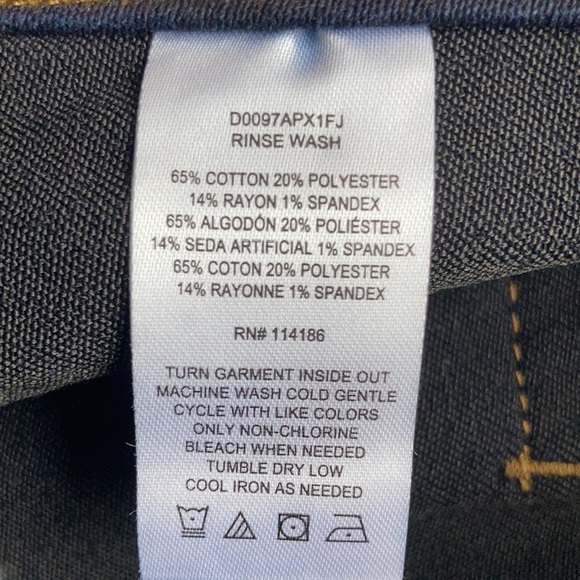 D0097APX1FJ
RINSE WASH
65% COTTON 20% POLYESTER
14% RAYON 1% SPANDEX
65% ALGODÓN 20% POLIÉSTER
14% SEDA ARTIFICIAL 1% SPANDEX
65% COTON 20% POLYESTER
14% RAYONNE 1% SPANDEX
RN# 114186
TURN GARMENT INSIDE OUT
MACHINE WASH COLD GENTLE
CYCLE WITH LIKE COLORS
ONLY NON-CHLORINE
BLEACH WHEN NEEDED
TUMBLE DRY LOW
COOL IRON AS NEEDED